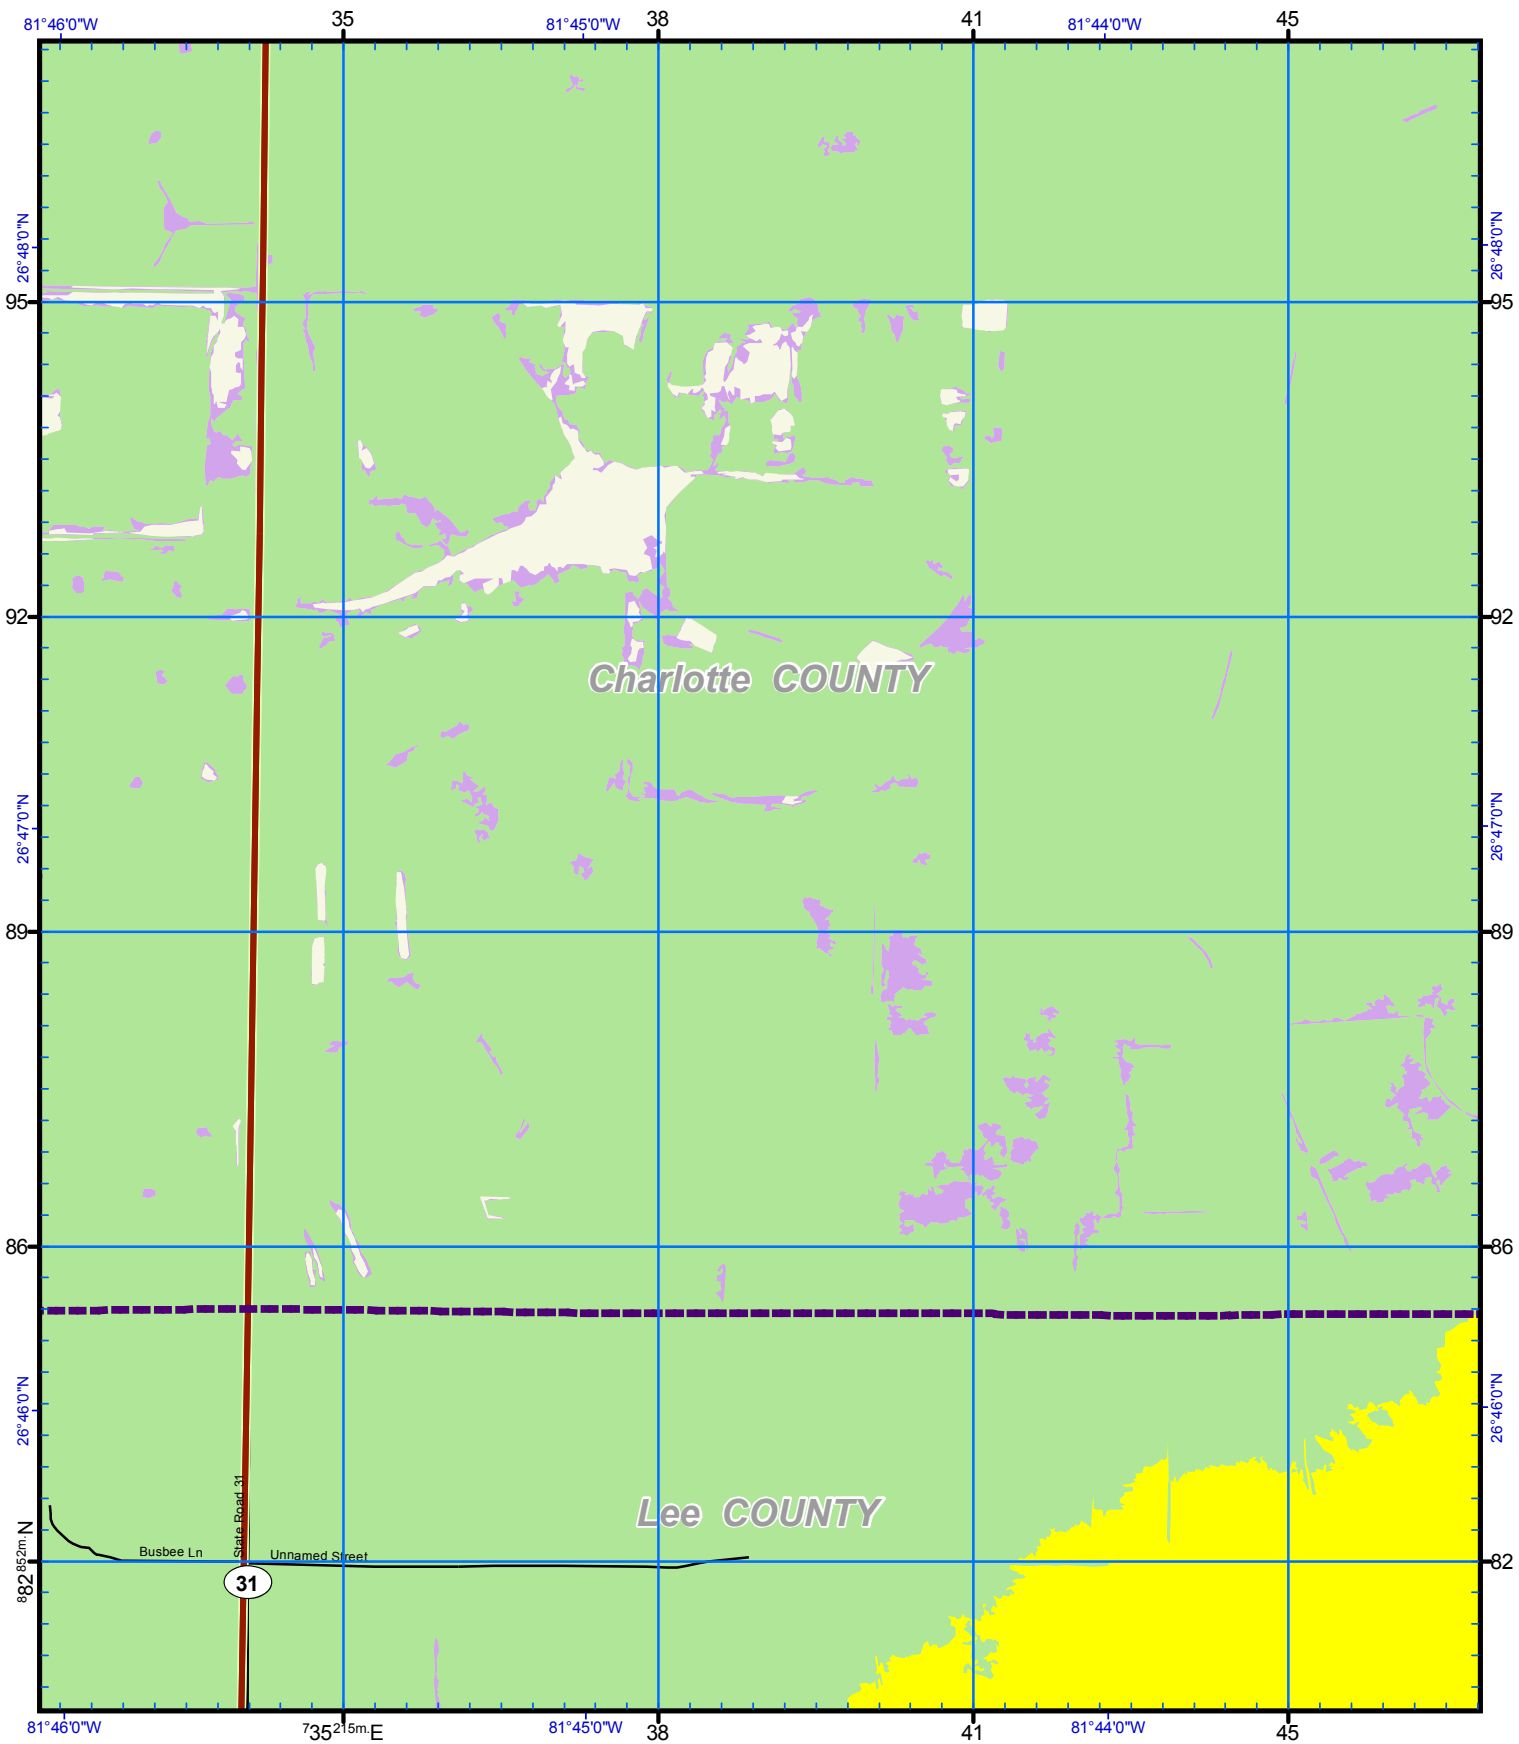 81°46'0"W 35 81°45'0"W 38 41 81°44'0"W 45
26°48'0"N 26°48'0"N
95 95
92 92
Charlotte COUNTY
26°47'0"N 26°47'0"N
89 89
86 86
26°46'0"N 26°46'0"N
State Road 31
Lee COUNTY
Busbee Ln Unnamed Street
882852m.N 82
31
81°46'0"W 735215m.E 81°45'0"W 38 41 81°44'0"W 45